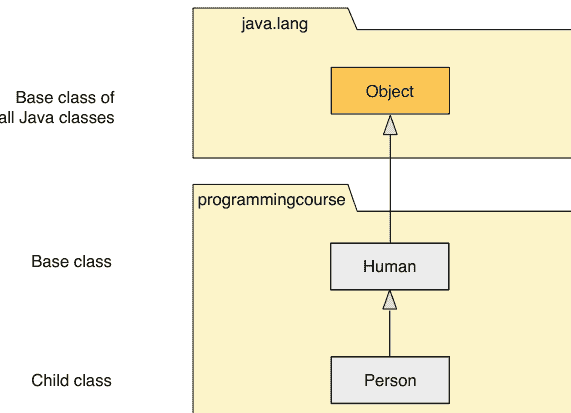 java.lang
Base class of
all Java classes
Object
programmingcourse
Base class
Human
Child class
Person